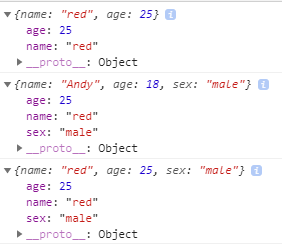 ▼{name: "red", age: 25} i
age: 25
name: "red"
▶__proto__: Object
▼{name: "Andy", age: 18, sex: "male"} i
age: 25
name: "red"
sex: "male"
▶__proto__: Object
▼{name: "red", age: 25, sex: "male"} i
age: 25
name: "red"
sex: "male"
▶__proto__: Object